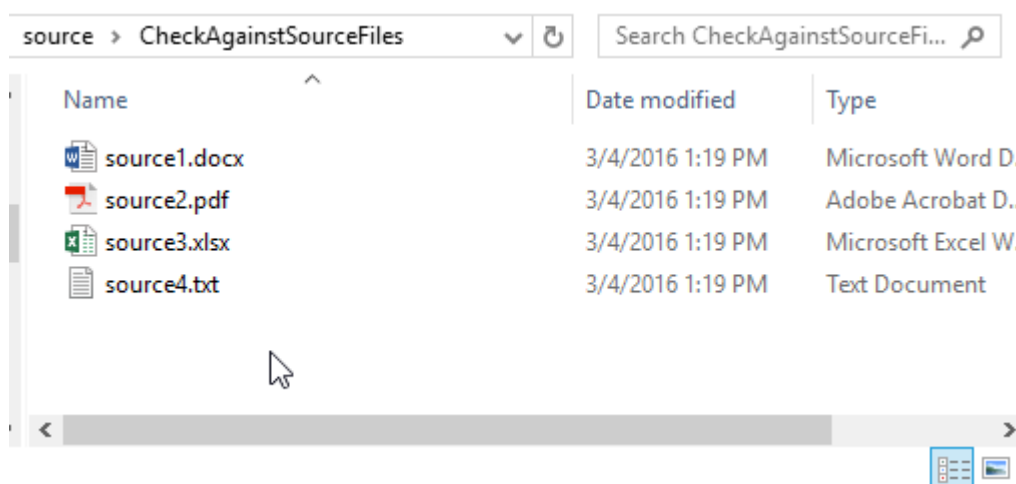 source > CheckAgainstSourceFiles Search CheckAgainstSourceFi...
Name Date modified Type
source1.docx 3/4/2016 1:19 PM Microsoft Word D.
source2.pdf 3/4/2016 1:19 PM Adobe Acrobat D..
source3.xlsx 3/4/2016 1:19 PM Microsoft Excel W.
source4.txt 3/4/2016 1:19 PM Text Document